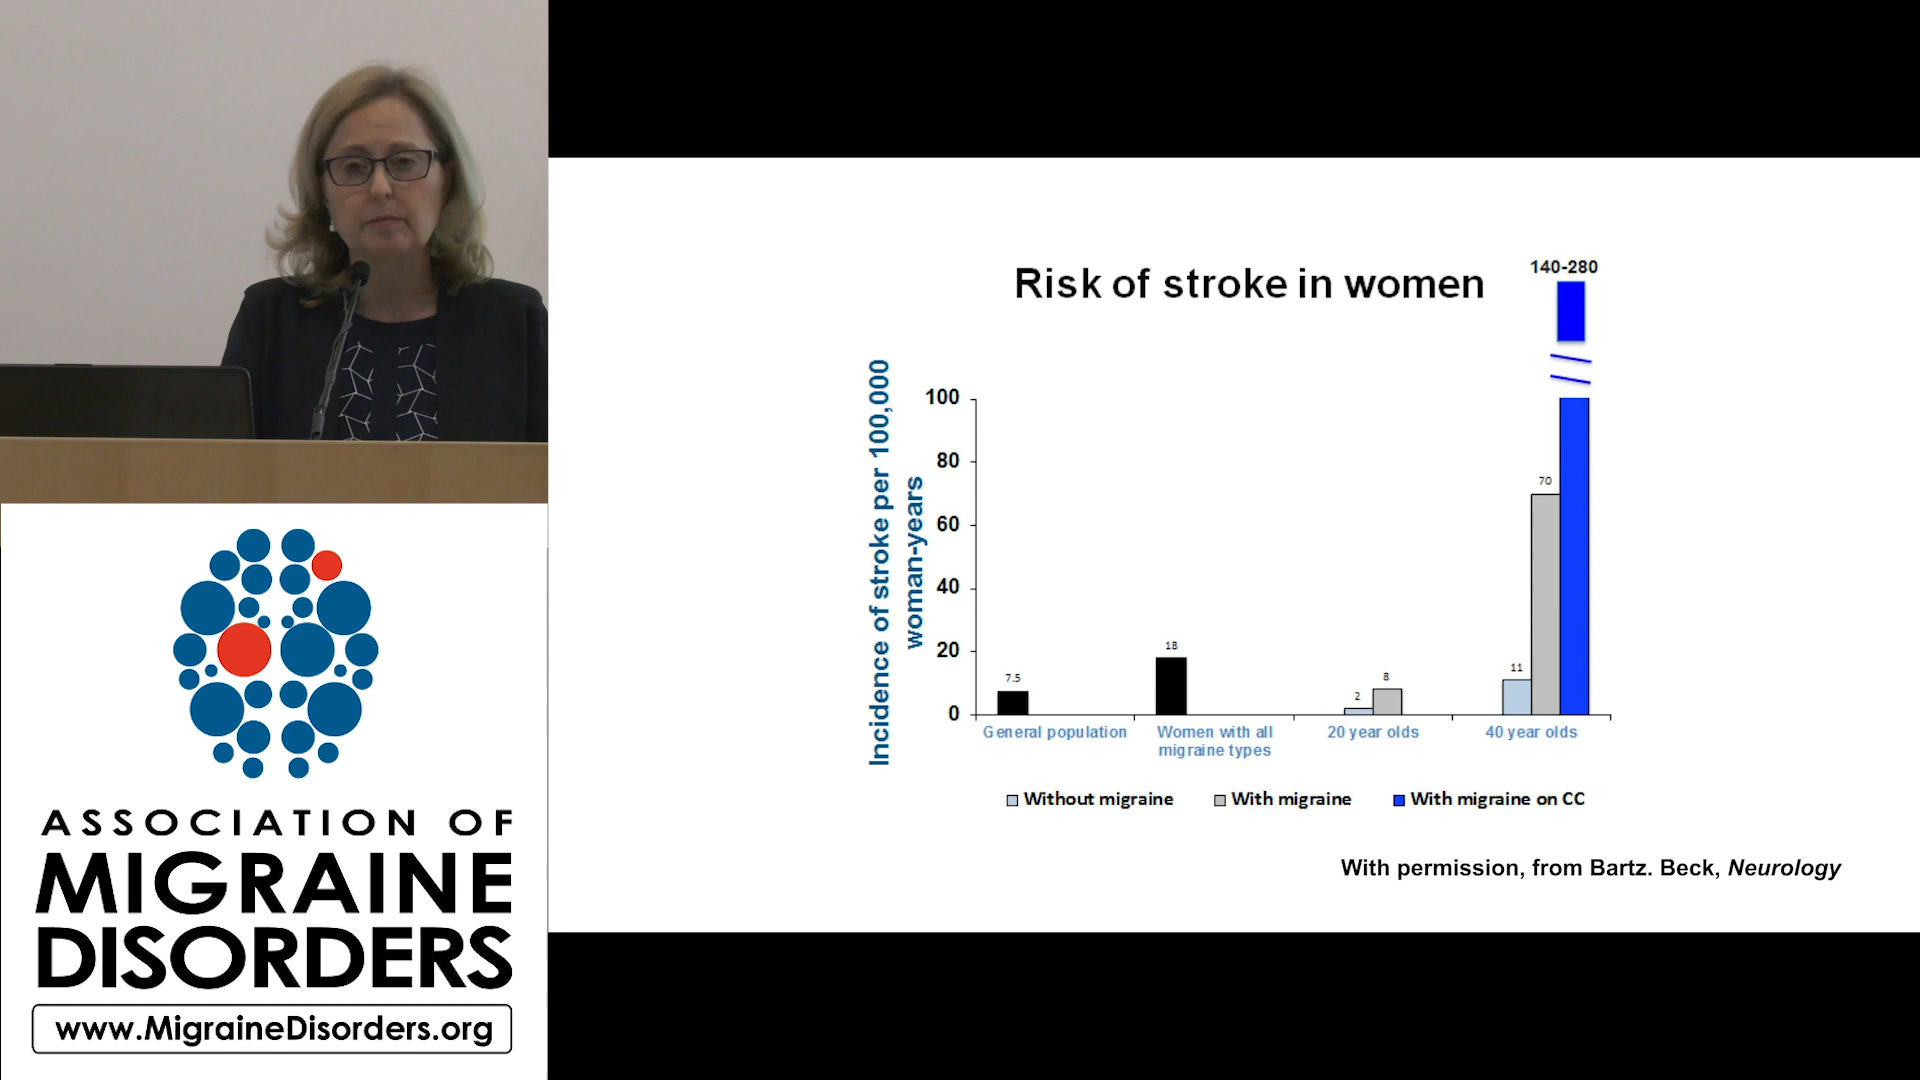 ASSOCIATION OF
MIGRAINE
DISORDERS
www.MigraineDisorders.org
Risk of stroke in women
140-280
Incidence of stroke per 100,000
woman-years
100
80
60
40
20
0
7.5
18
2
8
11
70
General population
Women with all
migraine types
20 year olds
40 year olds
Without migraine
With migraine
With migraine on CC
With permission, from Bartz. Beck, Neurology